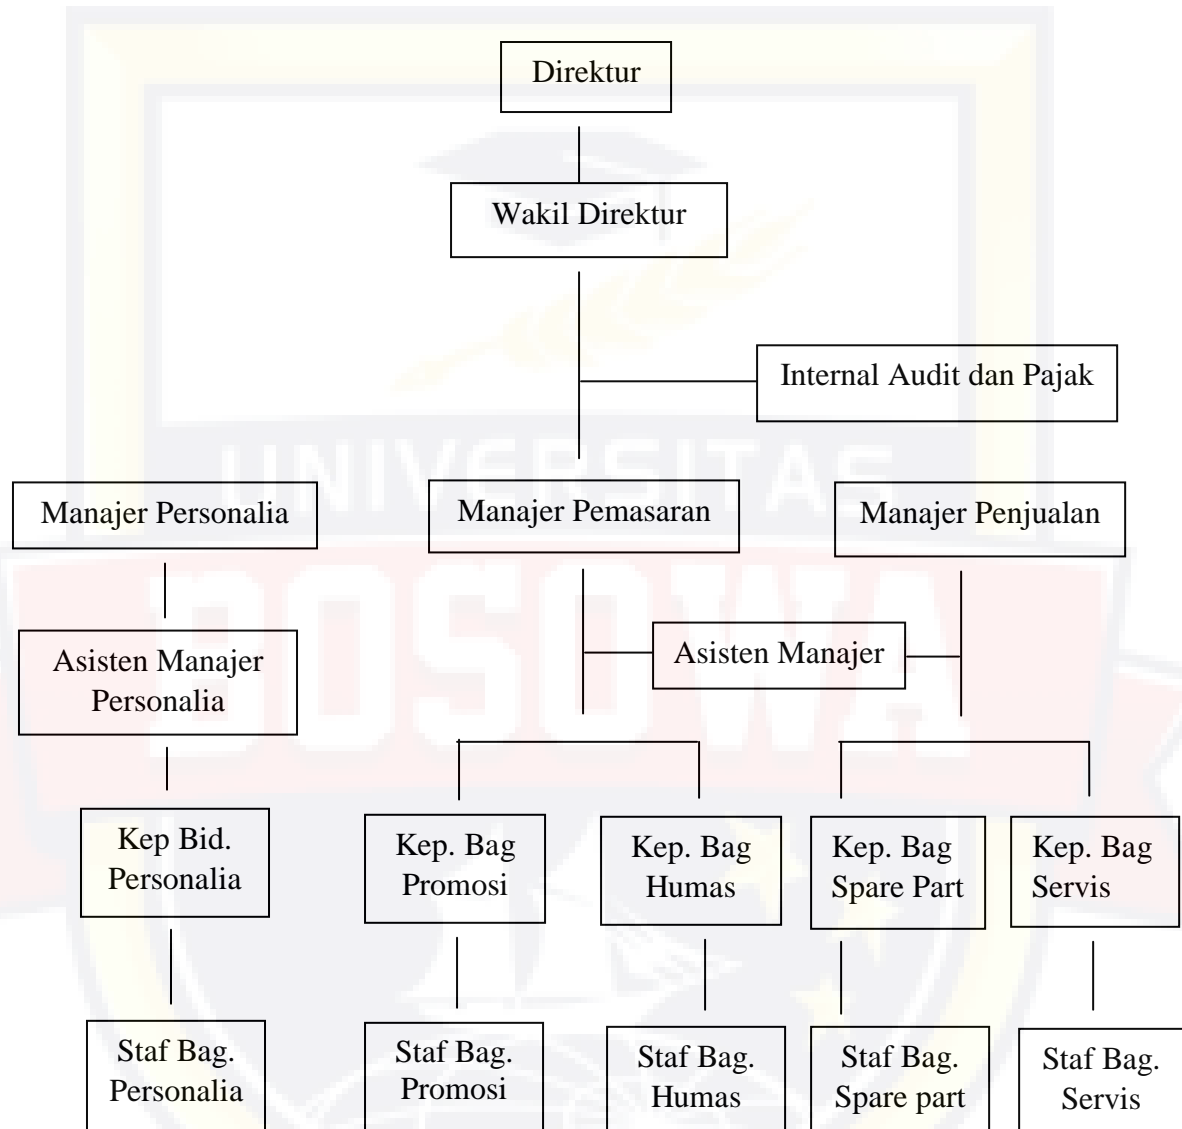 Direktur
Wakil Direktur
Internal Audit dan Pajak
UNIVERSITAS
Manajer Personalia
Manajer Pemasaran
Manajer Penjualan
BOSOWA
Asisten Manajer
Personalia
Asisten Manajer
Kep Bid.
Personalia
Kep. Bag
Promosi
Kep. Bag
Humas
Kep. Bag
Spare Part
Kep. Bag
Servis
Staf Bag.
Personalia
Staf Bag.
Promosi
Staf Bag.
Humas
Staf Bag.
Spare part
Staf Bag.
Servis